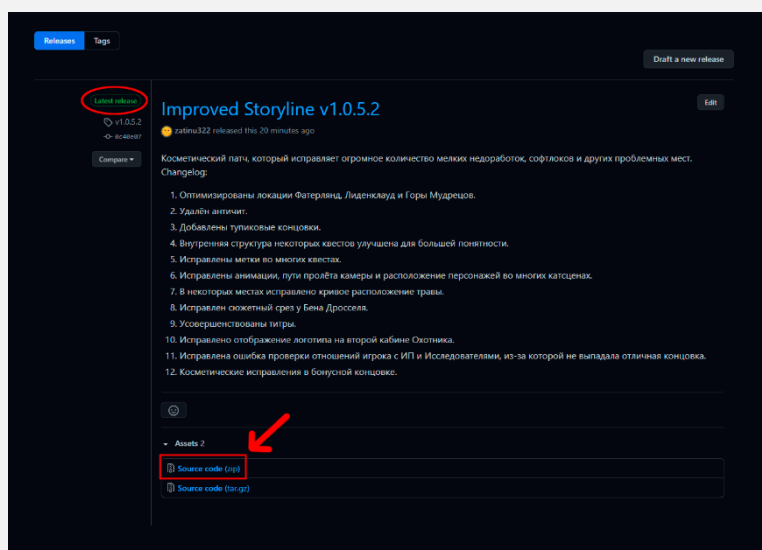 Releases Tags
Draft a new release
Latest release
v1.0.5.2
Compare
Improved Storyline v1.0.5.2
Edit
zatinu322 released this 20 minutes ago
Косметический патч, который исправляет огромное количество мелких недоработок, софтлоков и других проблемных мест.
Changelog:
1. Оптимизированы локации Фатерлянд, Лиденклауд и Горы Мудрецов.
2. Удалён античит.
3. Добавлены тупиковые концовки.
4. Внутренняя структура некоторых квестов улучшена для большей понятности.
5. Исправлены метки во многих квестах.
6. Исправлены анимации, пути пролёта камеры и расположение персонажей во многих катсценах.
7. В некоторых местах исправлено кривое расположение травы.
8. Исправлен сюжетный срез у Бена Дросселя.
9. Усовершенствованы титры.
10. Исправлено отображение логотипа на второй кабине Охотника.
11. Исправлена ошибка проверки отношений игрока с ИП и Исследователями, из-за которой не выпадала отличная концовка.
12. Косметические исправления в бонусной концовке.
Assets 2
Source code (zip)
Source code (tar.gz)